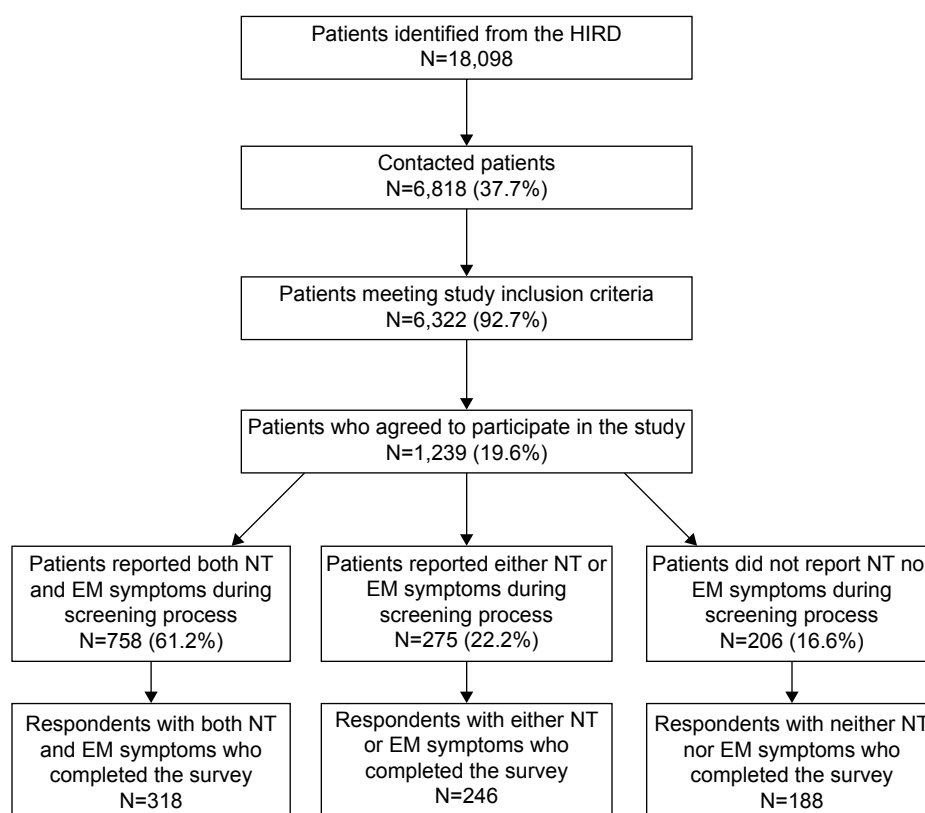 Patients identified from the HIRD
N=18,098
Contacted patients
N=6,818 (37.7%)
Patients meeting study inclusion criteria
N=6,322 (92.7%)
Patients who agreed to participate in the study
N=1,239 (19.6%)
Patients reported both NT
and EM symptoms during
screening process
N=758 (61.2%)
Patients reported either NT or
EM symptoms during
screening process
N=275 (22.2%)
Patients did not report NT no
EM symptoms during
screening process
N=206 (16.6%)
Respondents with both NT
and EM symptoms who
completed the survey
N=318
Respondents with either NT
or EM symptoms who
completed the survey
N=246
Respondents with neither NT
nor EM symptoms who
completed the survey
N=188